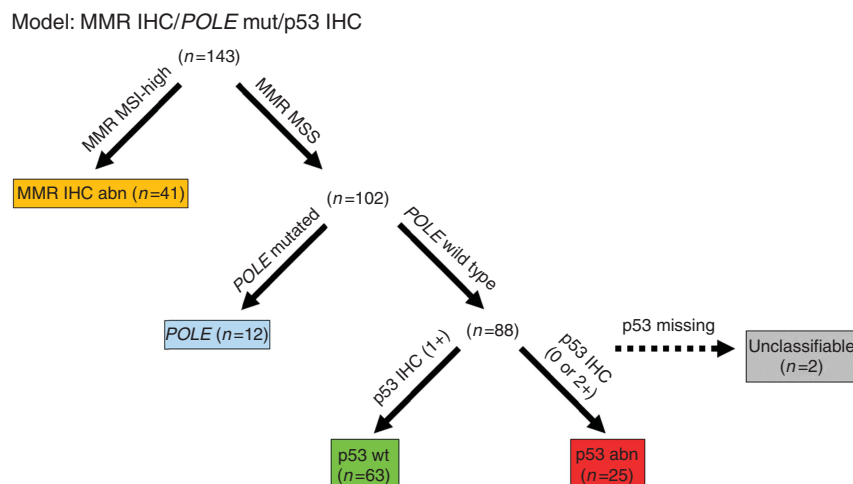 Model: MMR IHC/POLE mut/p53 IHC
(n=143)
MMR MSI-high
MMR MSS
MMR IHC abn (n=41)
(n=102)
POLE mutated
POLE wild type
POLE (n=12)
(n=88)
p53 missing
Unclassifiable
(n=2)
p53 IHC (1+)
p53 IHC
(0 or 2+)
p53 wt
(n=63)
p53 abn
(n=25)